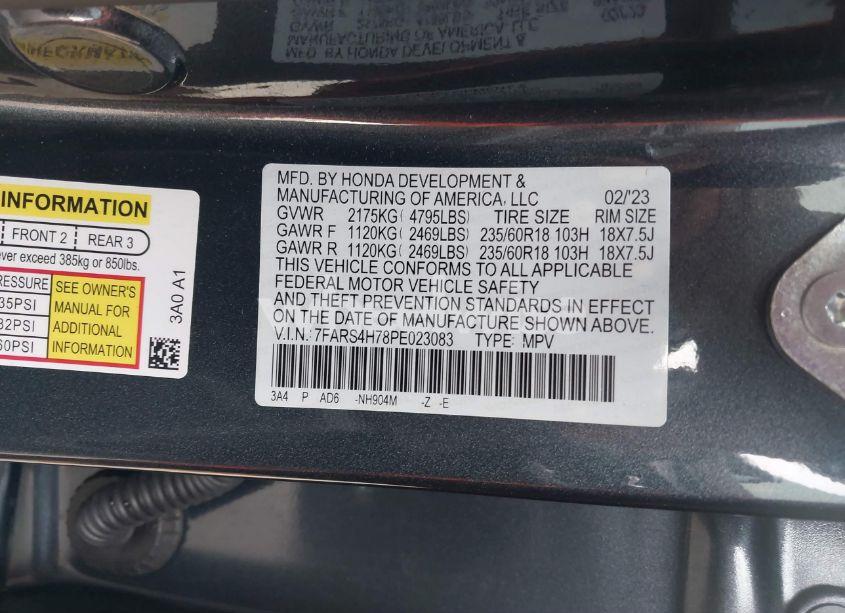 MFD. BY HONDA DEVELOPMENT &
MANUFACTURING OF AMERICA, LLC 02/'23
GVWR 2175KG( 4795LBS) TIRE SIZE RIM SIZE
GAWR F 1120KG( 2469LBS) 235/60R18 103H 18X7.5J
GAWR R 1120KG( 2469LBS) 235/60R18 103H 18X7.5J
THIS VEHICLE CONFORMS TO ALL APPLICABLE
FEDERAL MOTOR VEHICLE SAFETY
AND THEFT PREVENTION STANDARDS IN EFFECT
ON THE DATE OF MANUFACTURE SHOWN ABOVE.
V.I.N.: 7FARS4H78PE023083 TYPE: MPV
3A4 P AD6 -NH904M -Z -E
INFORMATION
FRONT 2 REAR 3
ever exceed 385kg or 850lbs.
RESSURE
35PSI
32PSI
60PSI
SEE OWNER'S
MANUAL FOR
ADDITIONAL
INFORMATION
3A0 A1